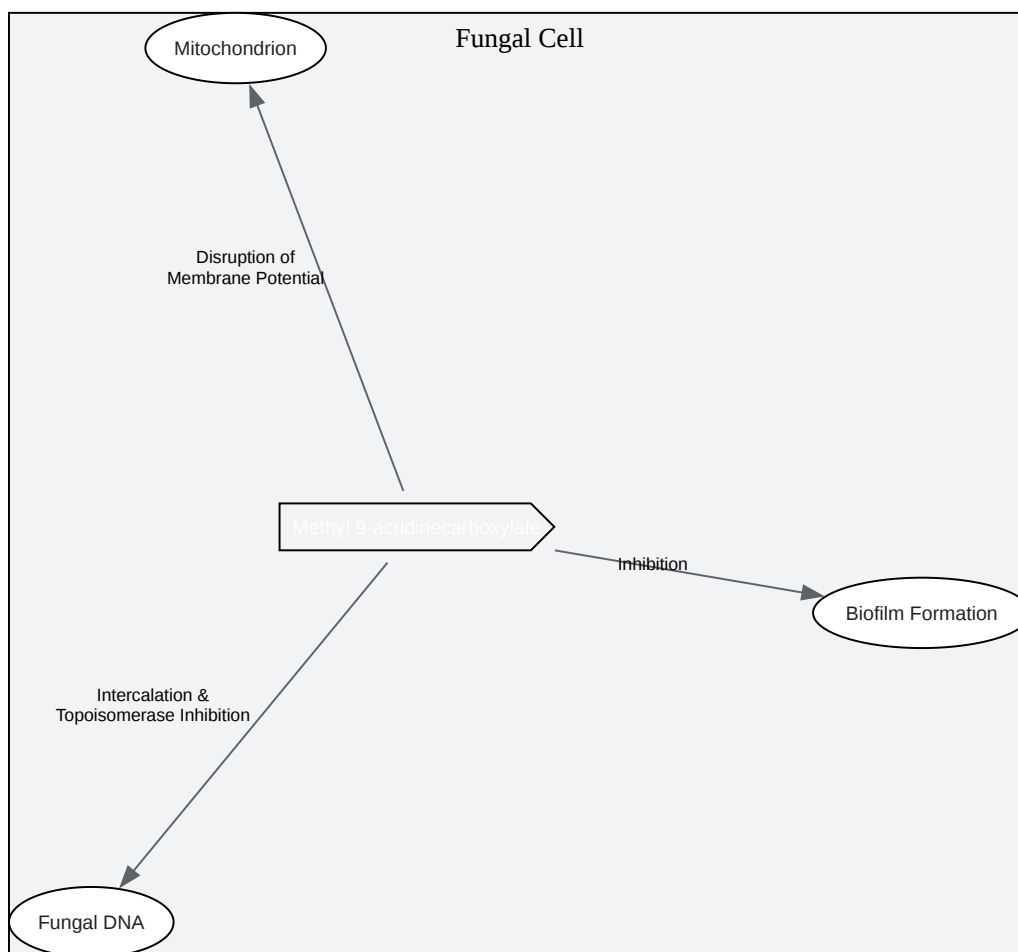 Fungal Cell
Mitochondrion
Disruption of
Membrane Potential
Methyl 9-acridinecarboxylate
Inhibition
Biofilm Formation
Intercalation &
Topoisomerase Inhibition
Fungal DNA